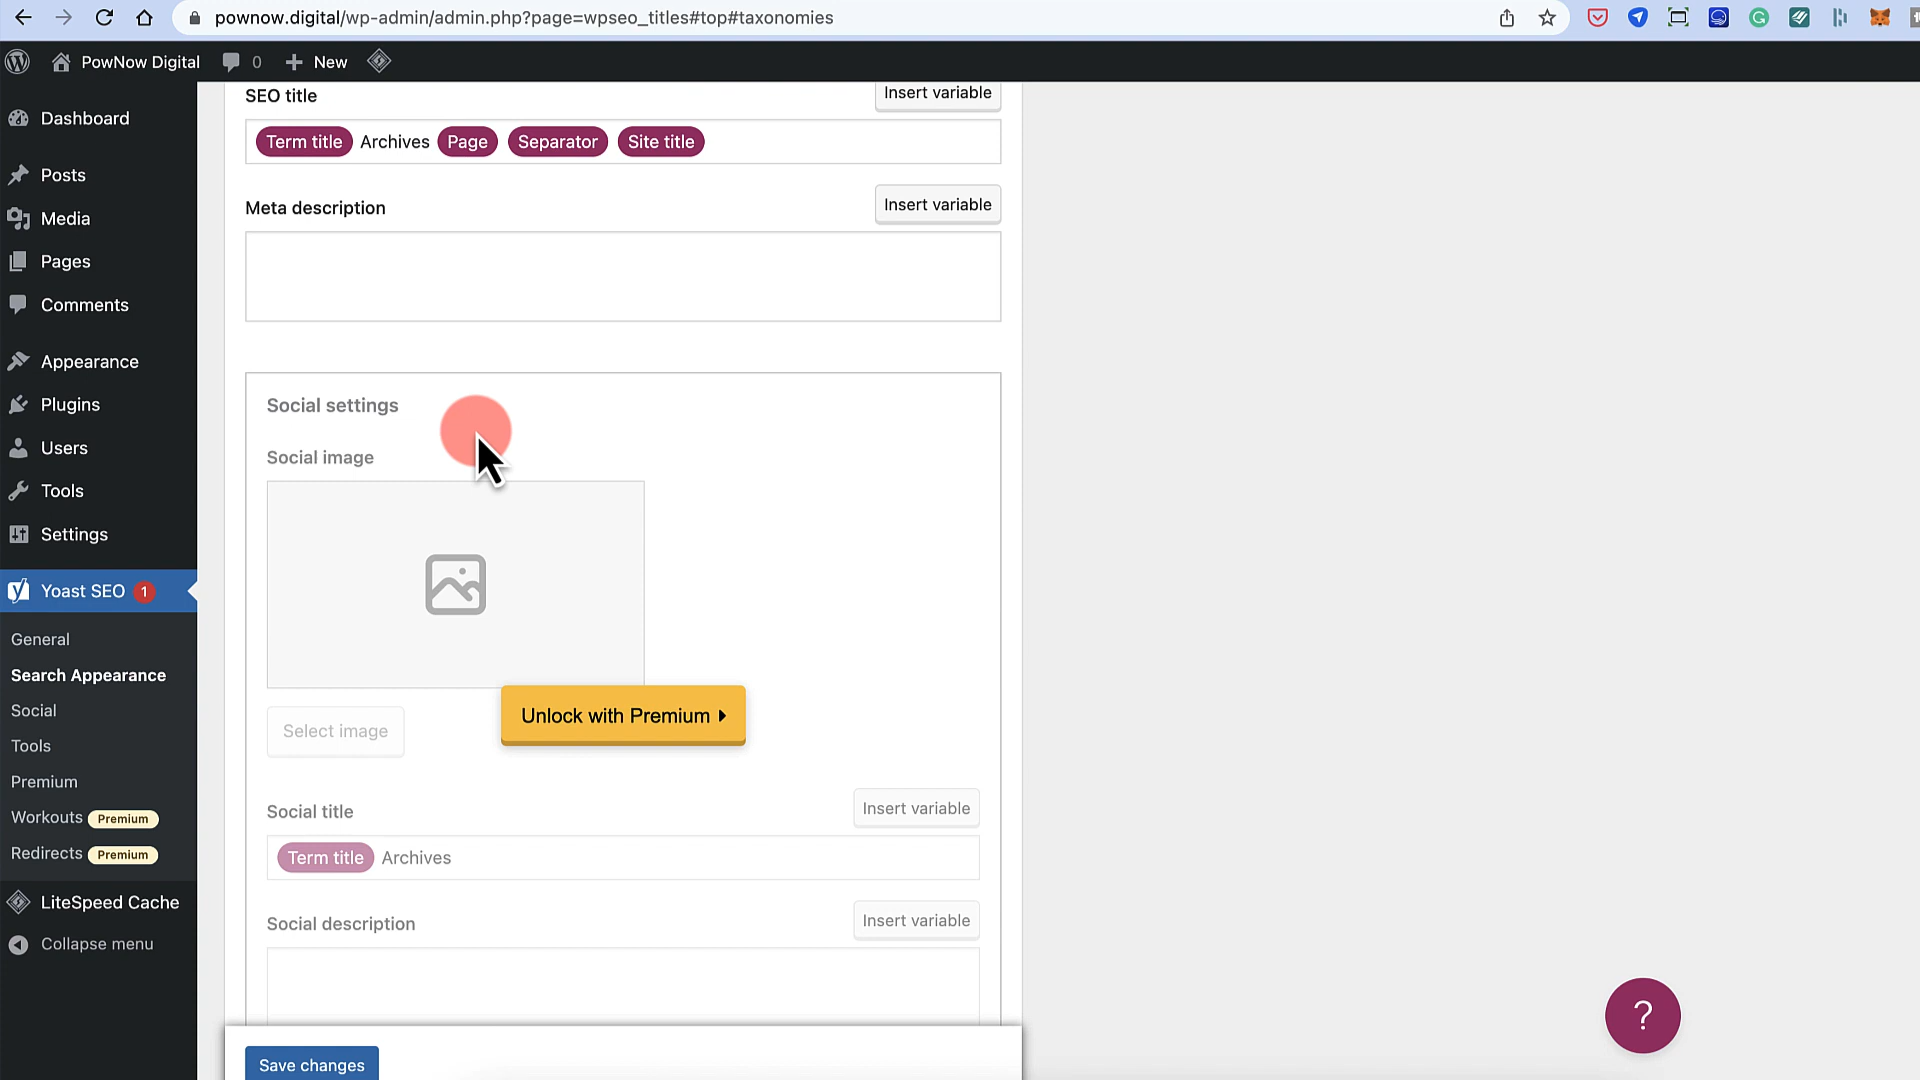 pownow.digital/wp-admin/admin.php?page=wpseo_titles#top#taxonomies
PowNow Digital 0 New
Dashboard
Posts
Media
Pages
Comments
Appearance
Plugins
Users
Tools
Settings
Yoast SEO 1
General
Search Appearance
Social
Tools
Premium
Workouts Premium
Redirects Premium
LiteSpeed Cache
Collapse menu
SEO title Insert variable
Term title Archives Page Separator Site title
Meta description Insert variable
Social settings
Social image
Unlock with Premium
Select image
Social title Insert variable
Term title Archives
Social description Insert variable
Save changes
?